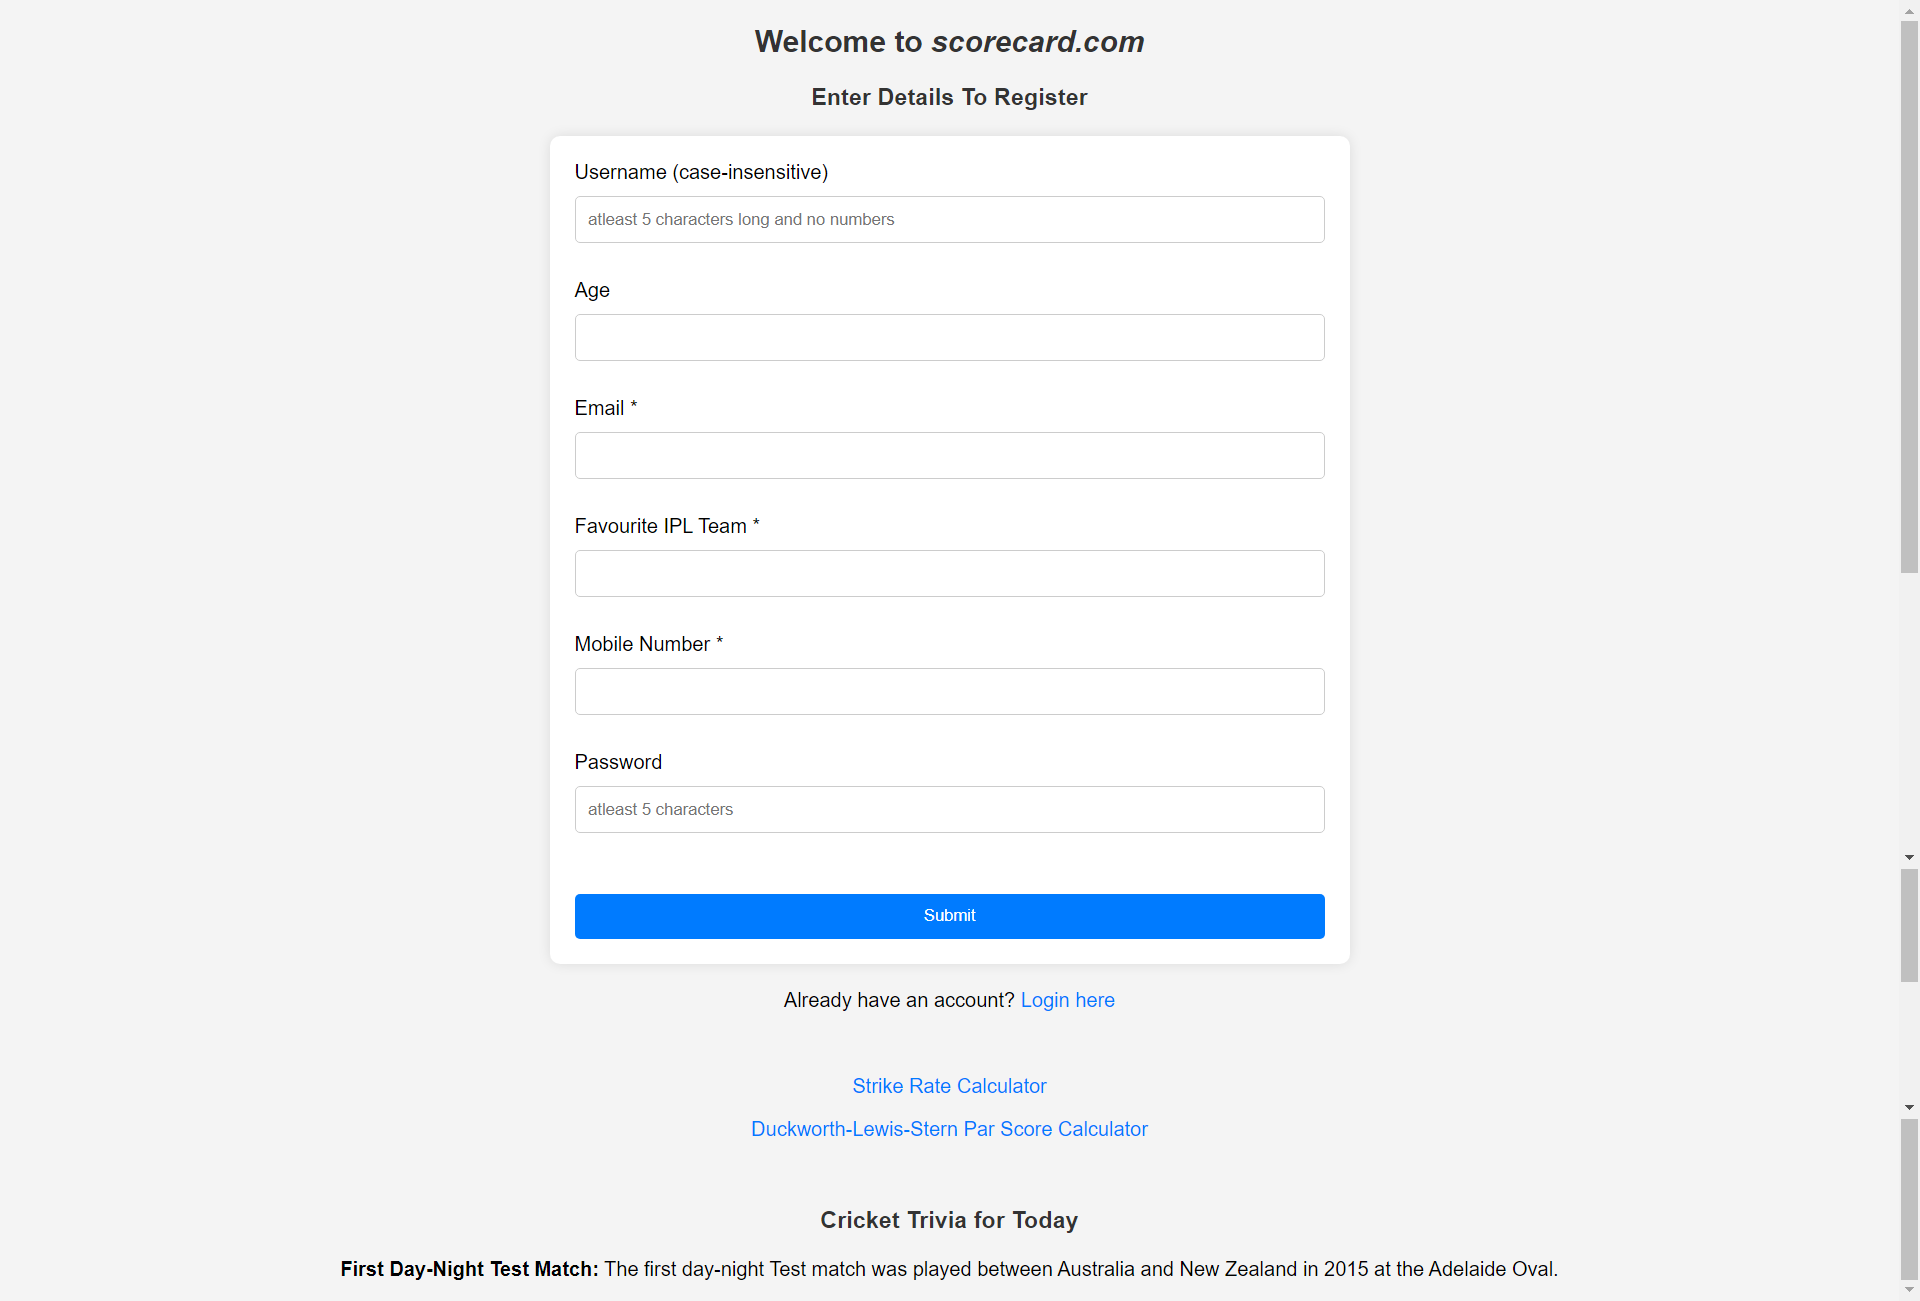 Welcome to scorecard.com
Enter Details To Register
Username (case-insensitive)
atleast 5 characters long and no numbers
Age
Email *
Favourite IPL Team *
Mobile Number *
Password
atleast 5 characters
Submit
Already have an account? Login here
Strike Rate Calculator
Duckworth-Lewis-Stern Par Score Calculator
Cricket Trivia for Today
First Day-Night Test Match: The first day-night Test match was played between Australia and New Zealand in 2015 at the Adelaide Oval.